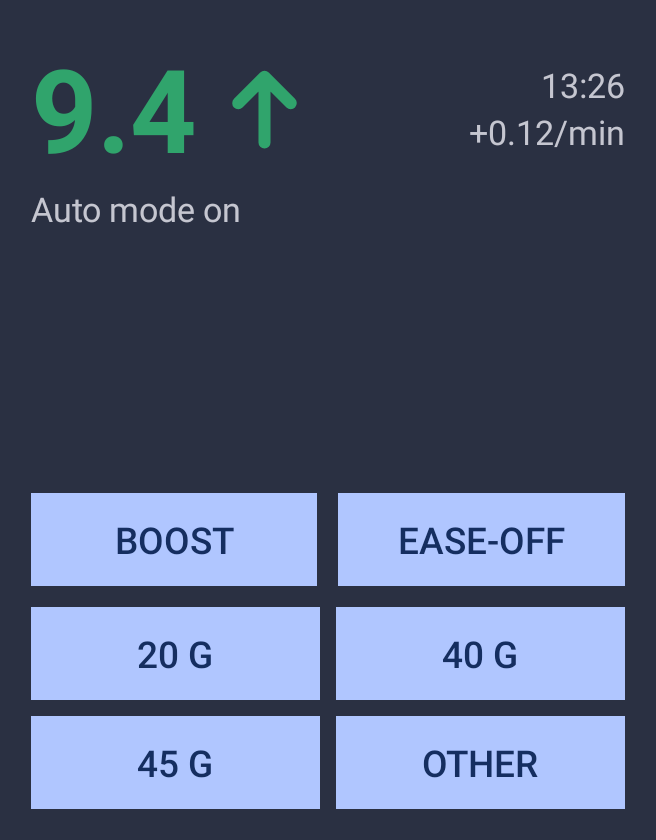 9.4 ↑
13:26
+0.12/min
Auto mode on
BOOST
EASE-OFF
20 G
40 G
45 G
OTHER